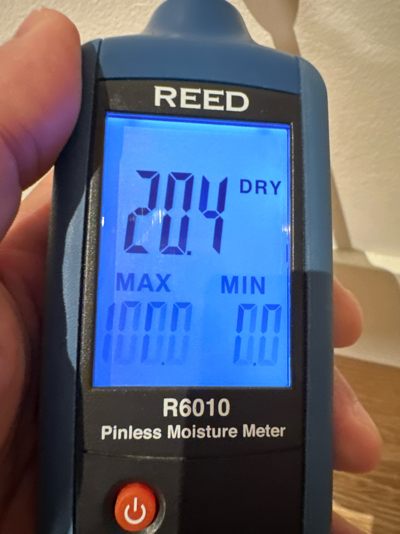 REED
20.4 DRY
MAX MIN
100.0 0.0
R6010
Pinless Moisture Meter